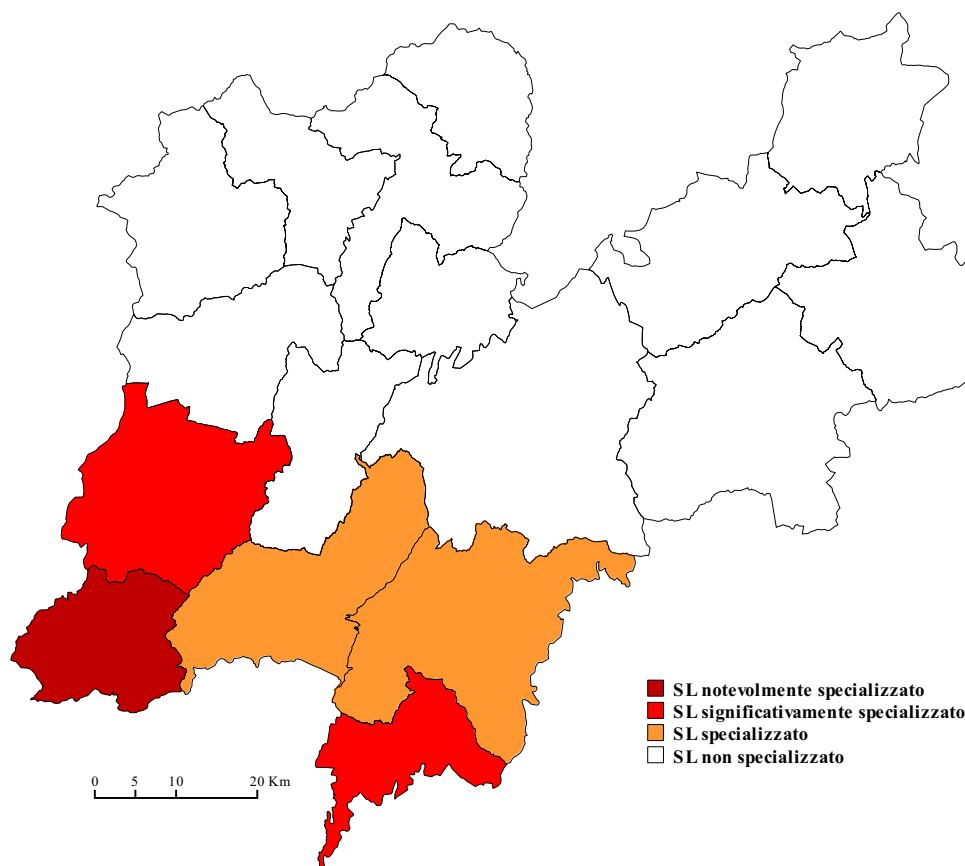 SL notevolmente specializzato
SL significativamente specializzato
SL specializzato
SL non specializzato
0 5 10 20 Km